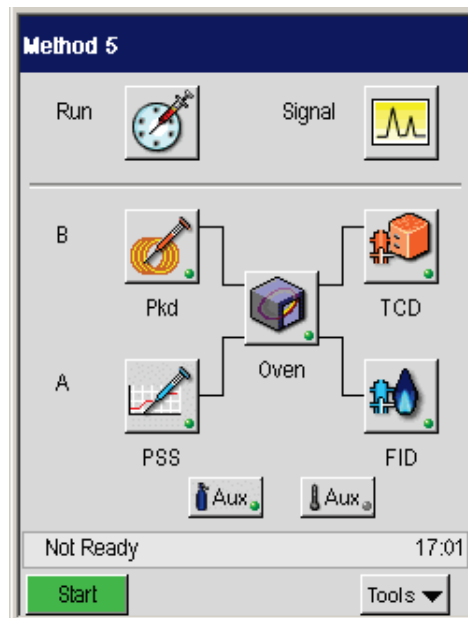 Method 5
Run Signal
B
Pkd TCD
Oven
A
PSS FID
Aux Aux
Not Ready 17:01
Start Tools